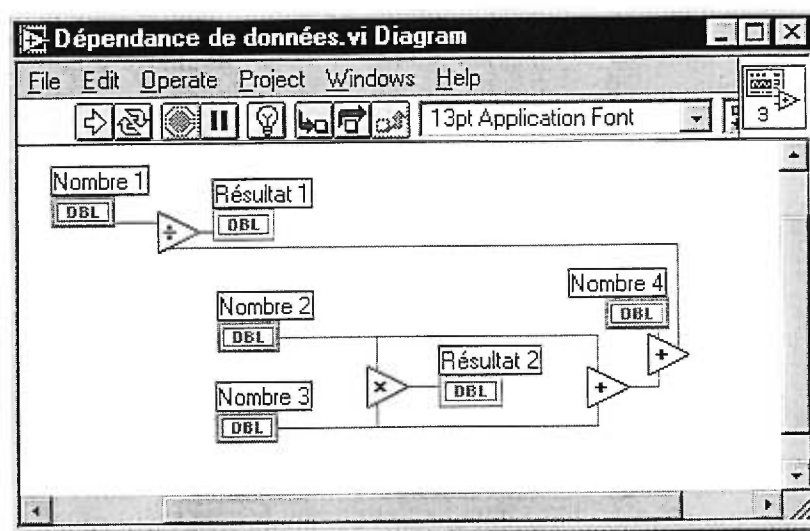 Dépendance de données.vi Diagram
File Edit Operate Project Windows Help
13pt Application Font
3
Nombre 1
DBL
Résultat 1
DBL
÷
Nombre 4
DBL
Nombre 2
DBL
+
Résultat 2
DBL
×
+
Nombre 3
DBL